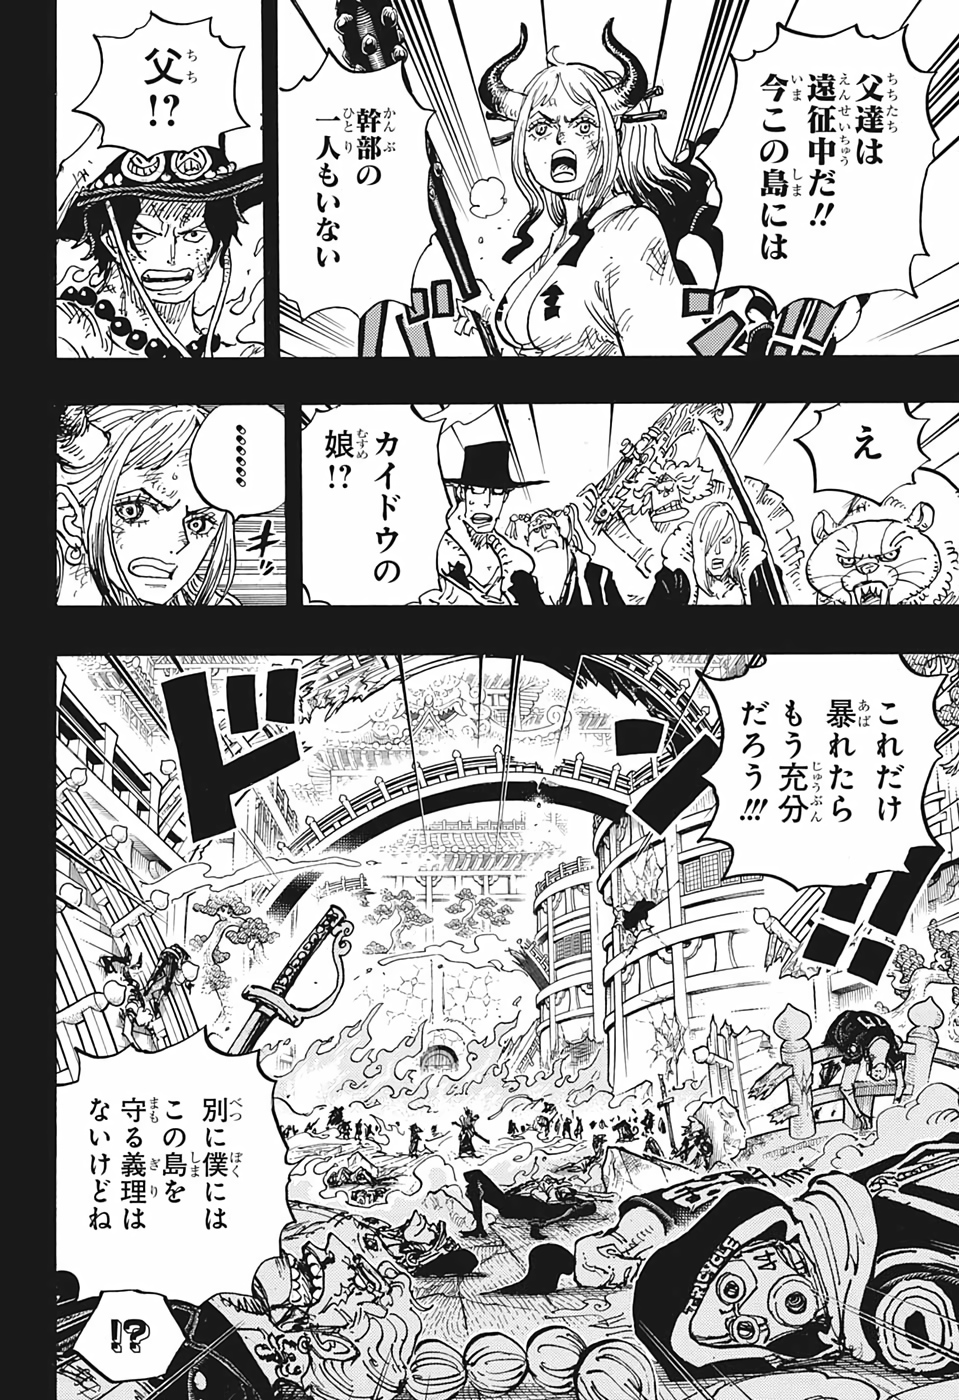 父達は
遠征中だ!!
今この島には
幹部の
一人もいない
父
!?
え
カイドウの
娘!?
………
ギリ
これだけ
暴れたら
もう充分
だろう!!!
ドン!!
別に僕には
この島を
守る義理は
ないけどね
!?
TRICYCLE